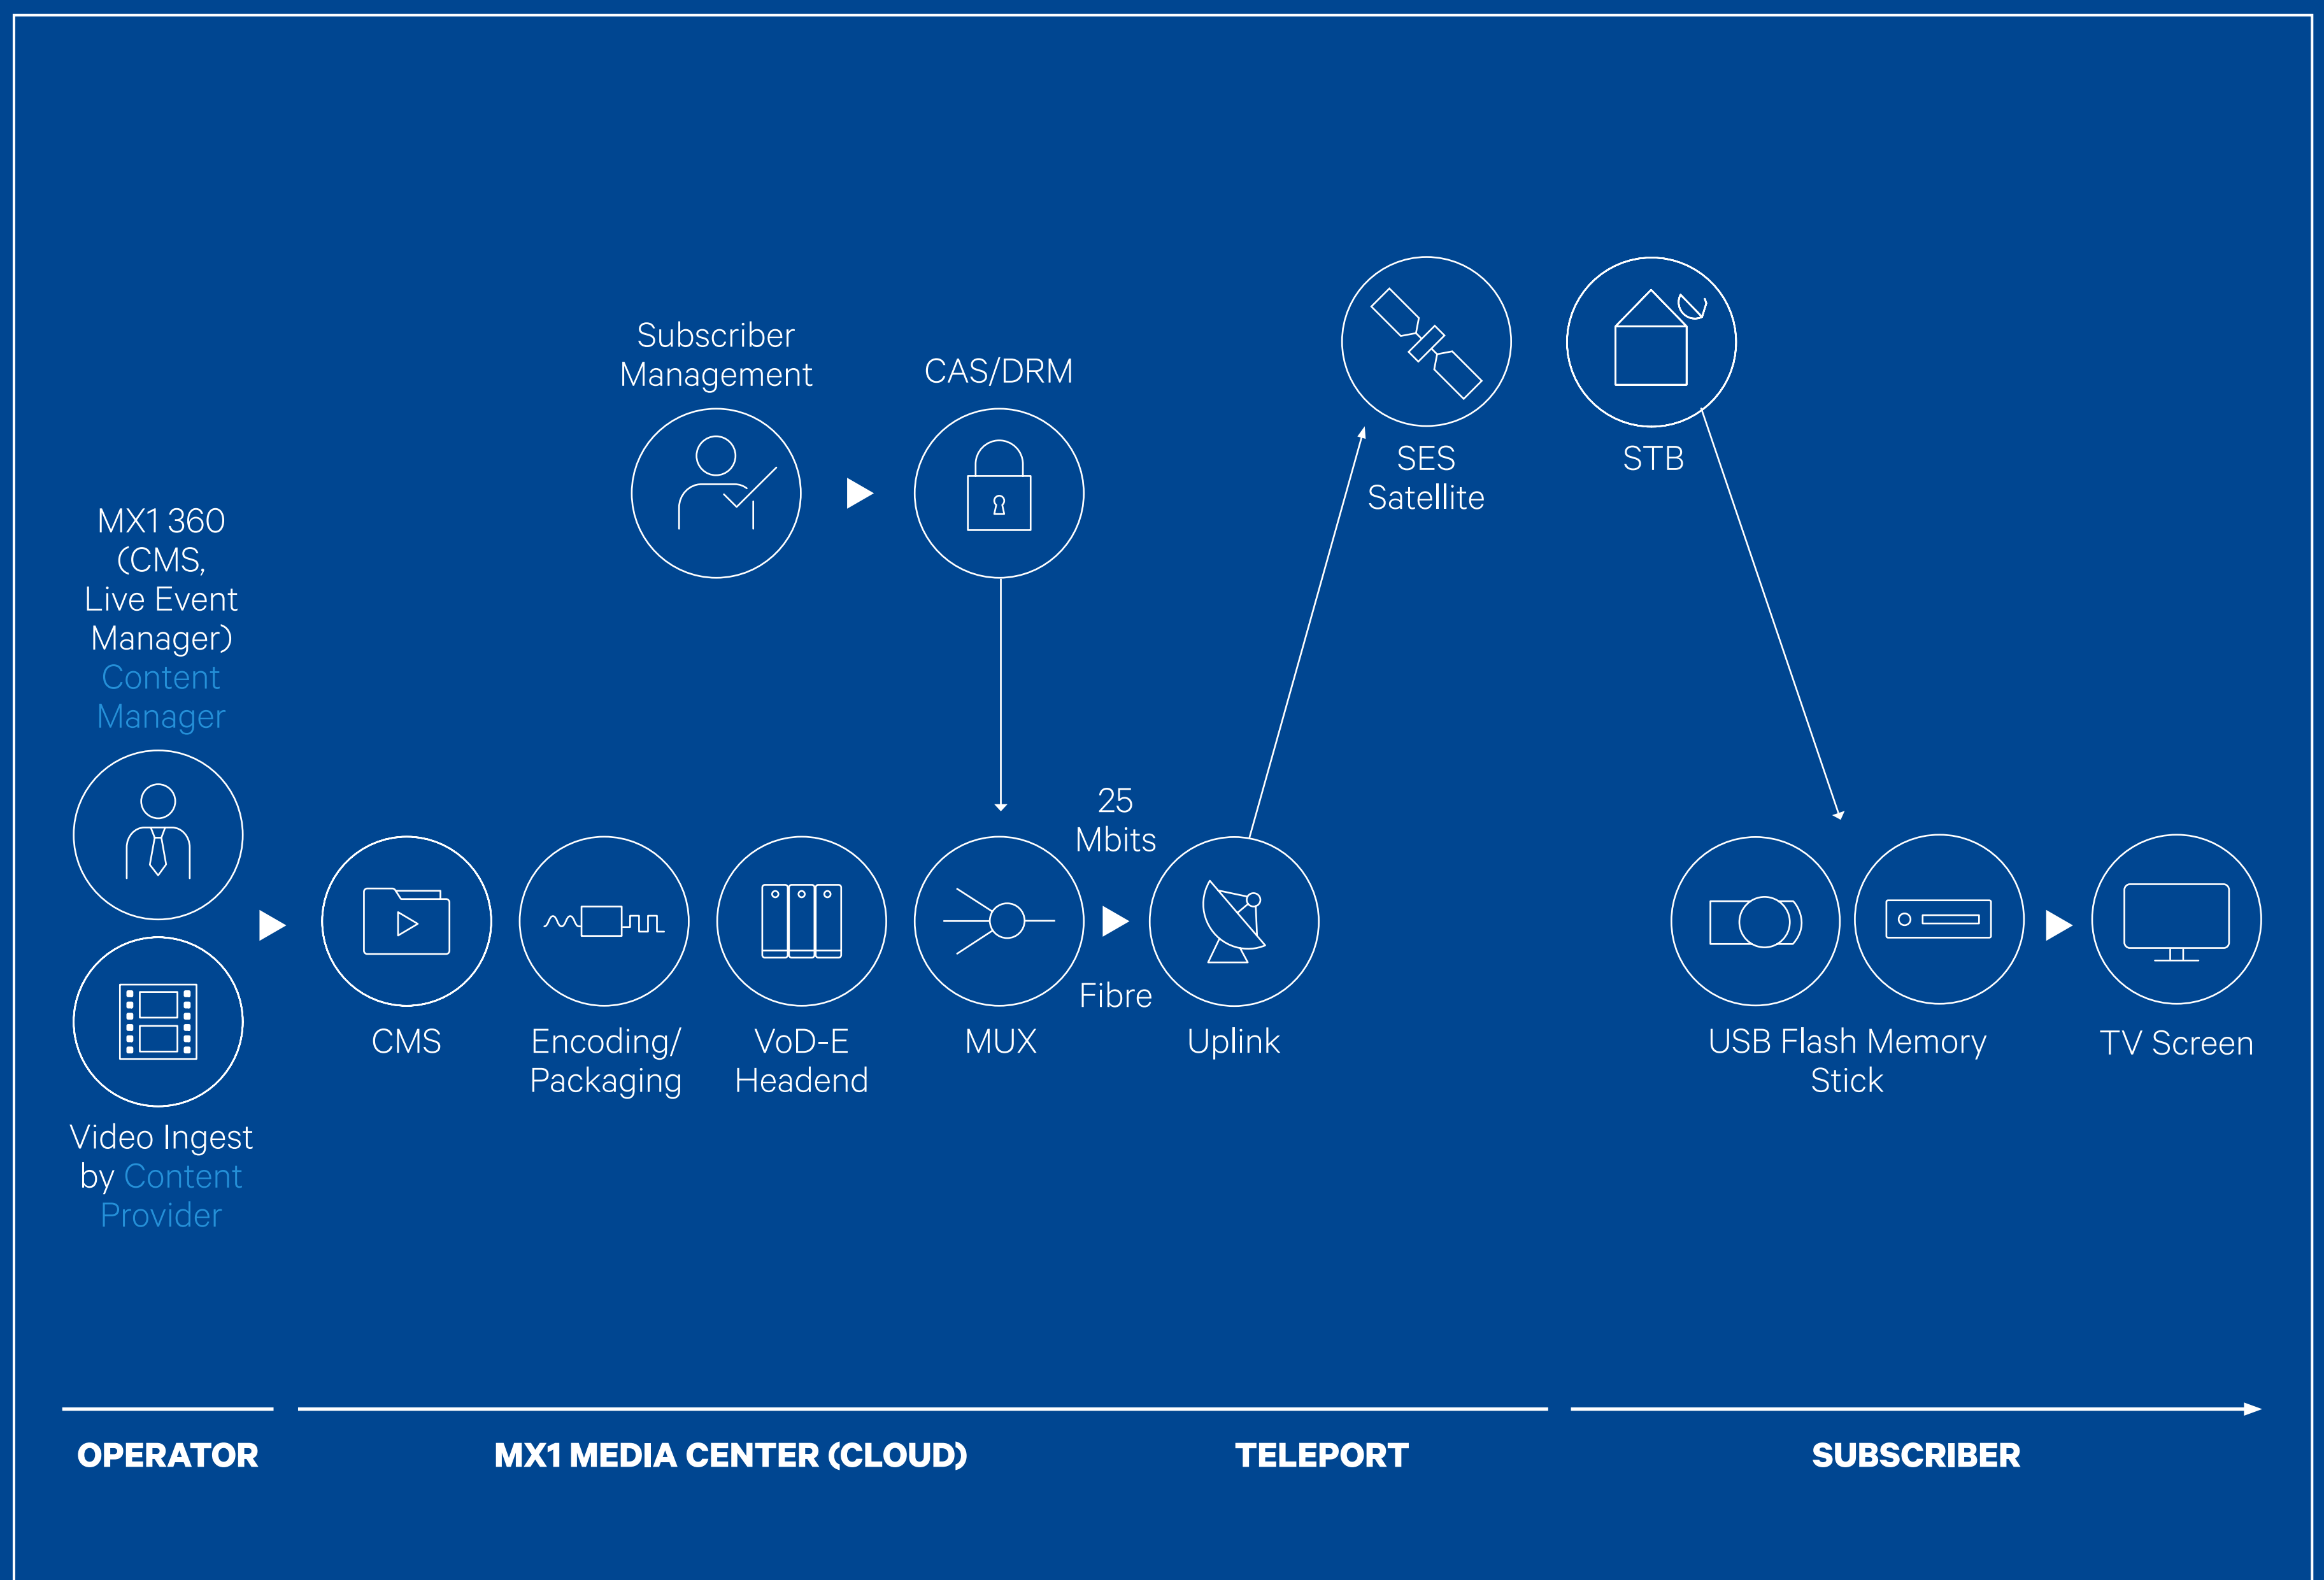 Subscriber
Management
CAS/DRM
SES
Satellite
STB
MX1 360
(CMS,
Live Event
Manager)
Content
Manager
25
Mbits
Fibre
CMS
Encoding/
Packaging
VoD-E
Headend
MUX
Uplink
USB Flash Memory
Stick
TV Screen
Video Ingest
by Content
Provider
OPERATOR
MX1 MEDIA CENTER (CLOUD)
TELEPORT
SUBSCRIBER